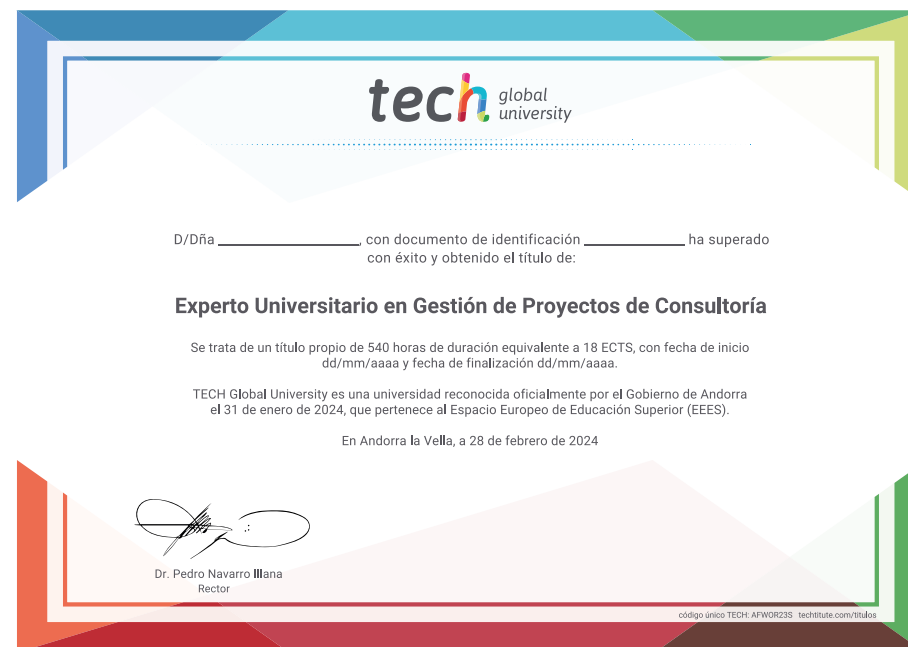 tech global
university
D/Dña ____________________, con documento de identificación ______________ ha superado
con éxito y obtenido el título de:
Experto Universitario en Gestión de Proyectos de Consultoría
Se trata de un título propio de 540 horas de duración equivalente a 18 ECTS, con fecha de inicio
dd/mm/aaaa y fecha de finalización dd/mm/aaaa.
TECH Global University es una universidad reconocida oficialmente por el Gobierno de Andorra
el 31 de enero de 2024, que pertenece al Espacio Europeo de Educación Superior (EEES).
En Andorra la Vella, a 28 de febrero de 2024
Dr. Pedro Navarro Illana
Rector
código único TECH: AFWOR23S techtitute.com/titulos